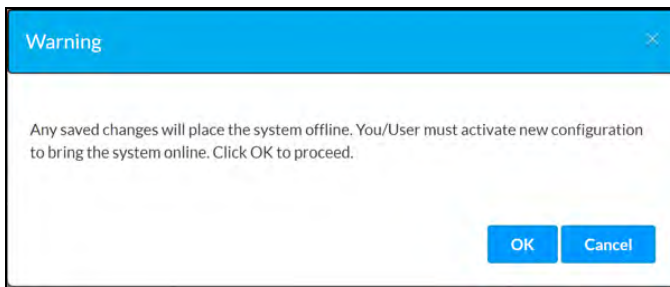 Warning
Any saved changes will place the system offline. You/User must activate new configuration
to bring the system online. Click OK to proceed.
OK Cancel